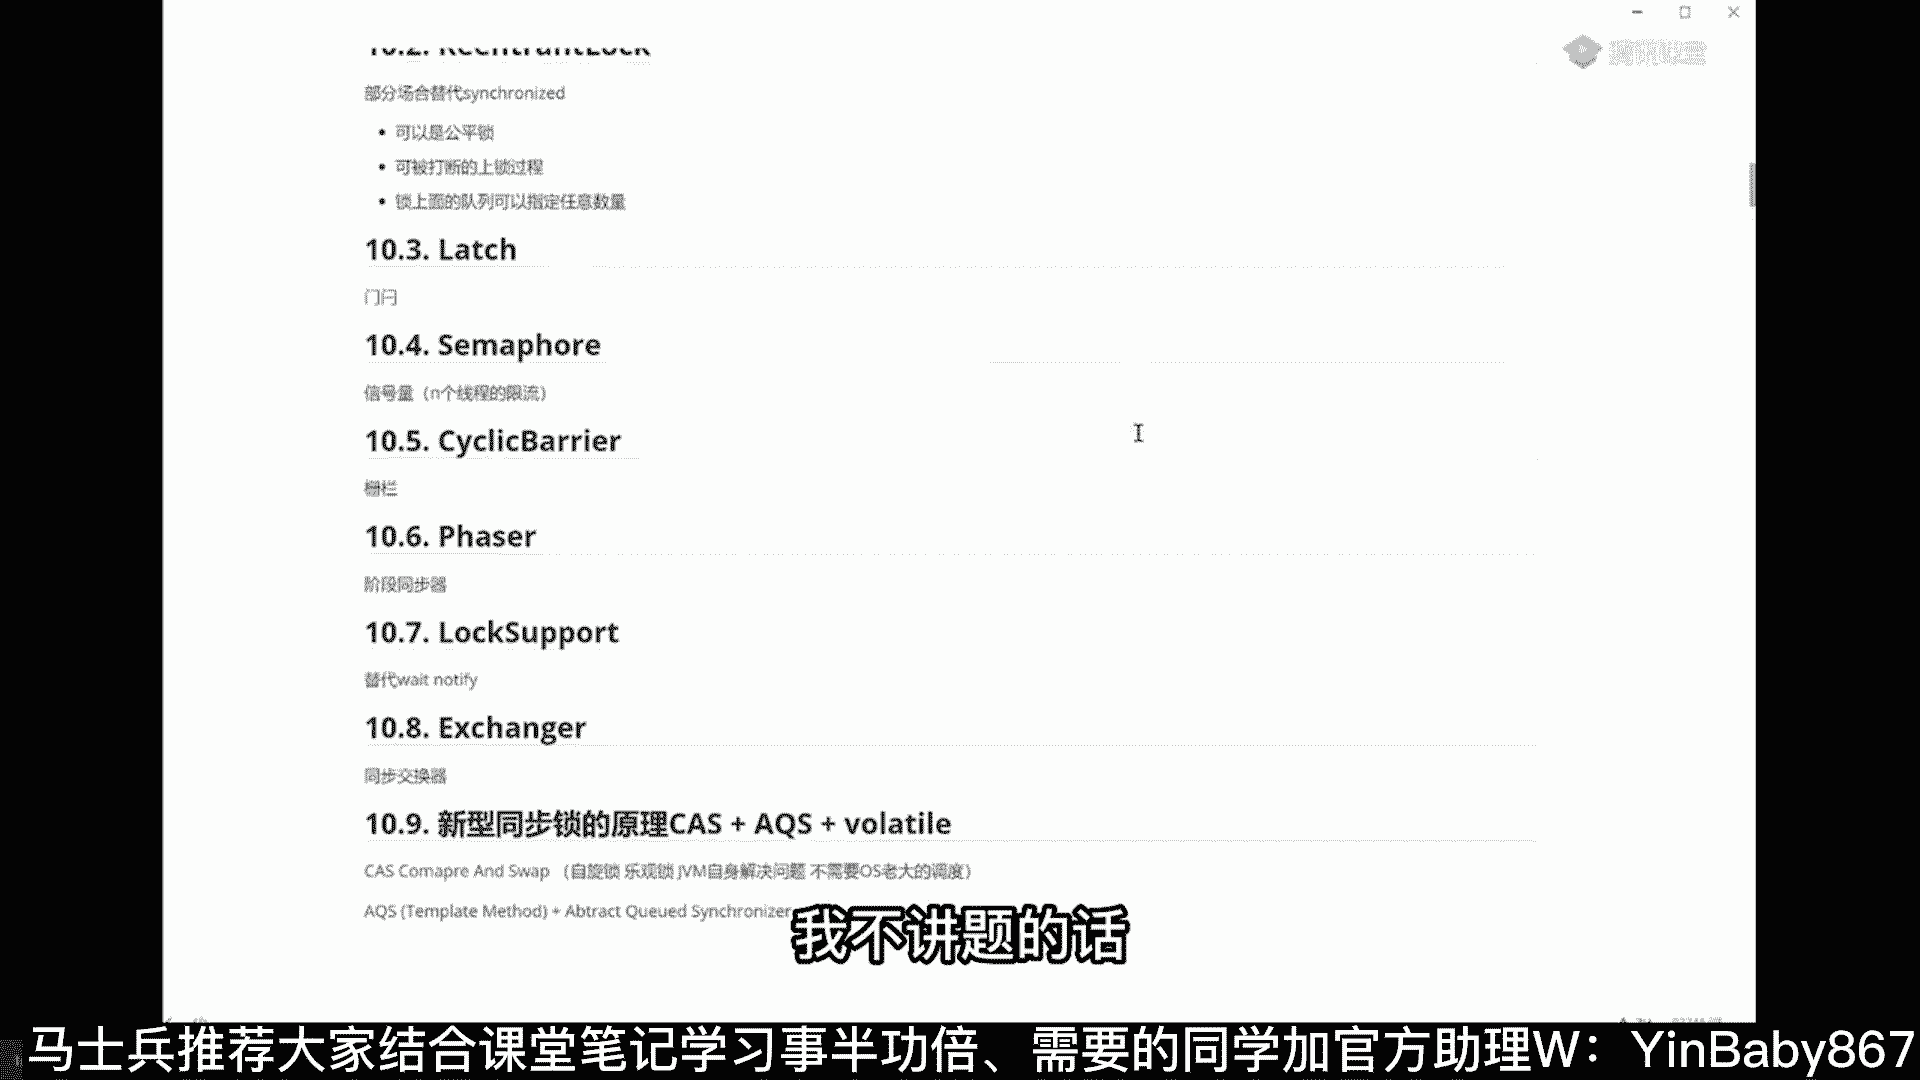 10.2. ReentrantLock
部分场合替代synchronized
可以是公平锁
可被打断的上锁过程
锁上面的队列可以指定任意数量
10.3. Latch
门闩
10.4. Semaphore
信号量（n个线程的限流）
10.5. CyclicBarrier
栅栏
10.6. Phaser
阶段同步器
10.7. LockSupport
替代wait notify
10.8. Exchanger
同步交换器
10.9. 新型同步锁的原理CAS + AQS + volatile
CAS Comapre And Swap （自旋锁 乐观锁 JVM自身解决问题 不需要OS老大的调度）
AQS (Template Method) + Abtract Queued Synchronizer
我不讲题的话
马士兵推荐大家结合课堂笔记学习事半功倍、需要的同学加官方助理W：YinBaby867